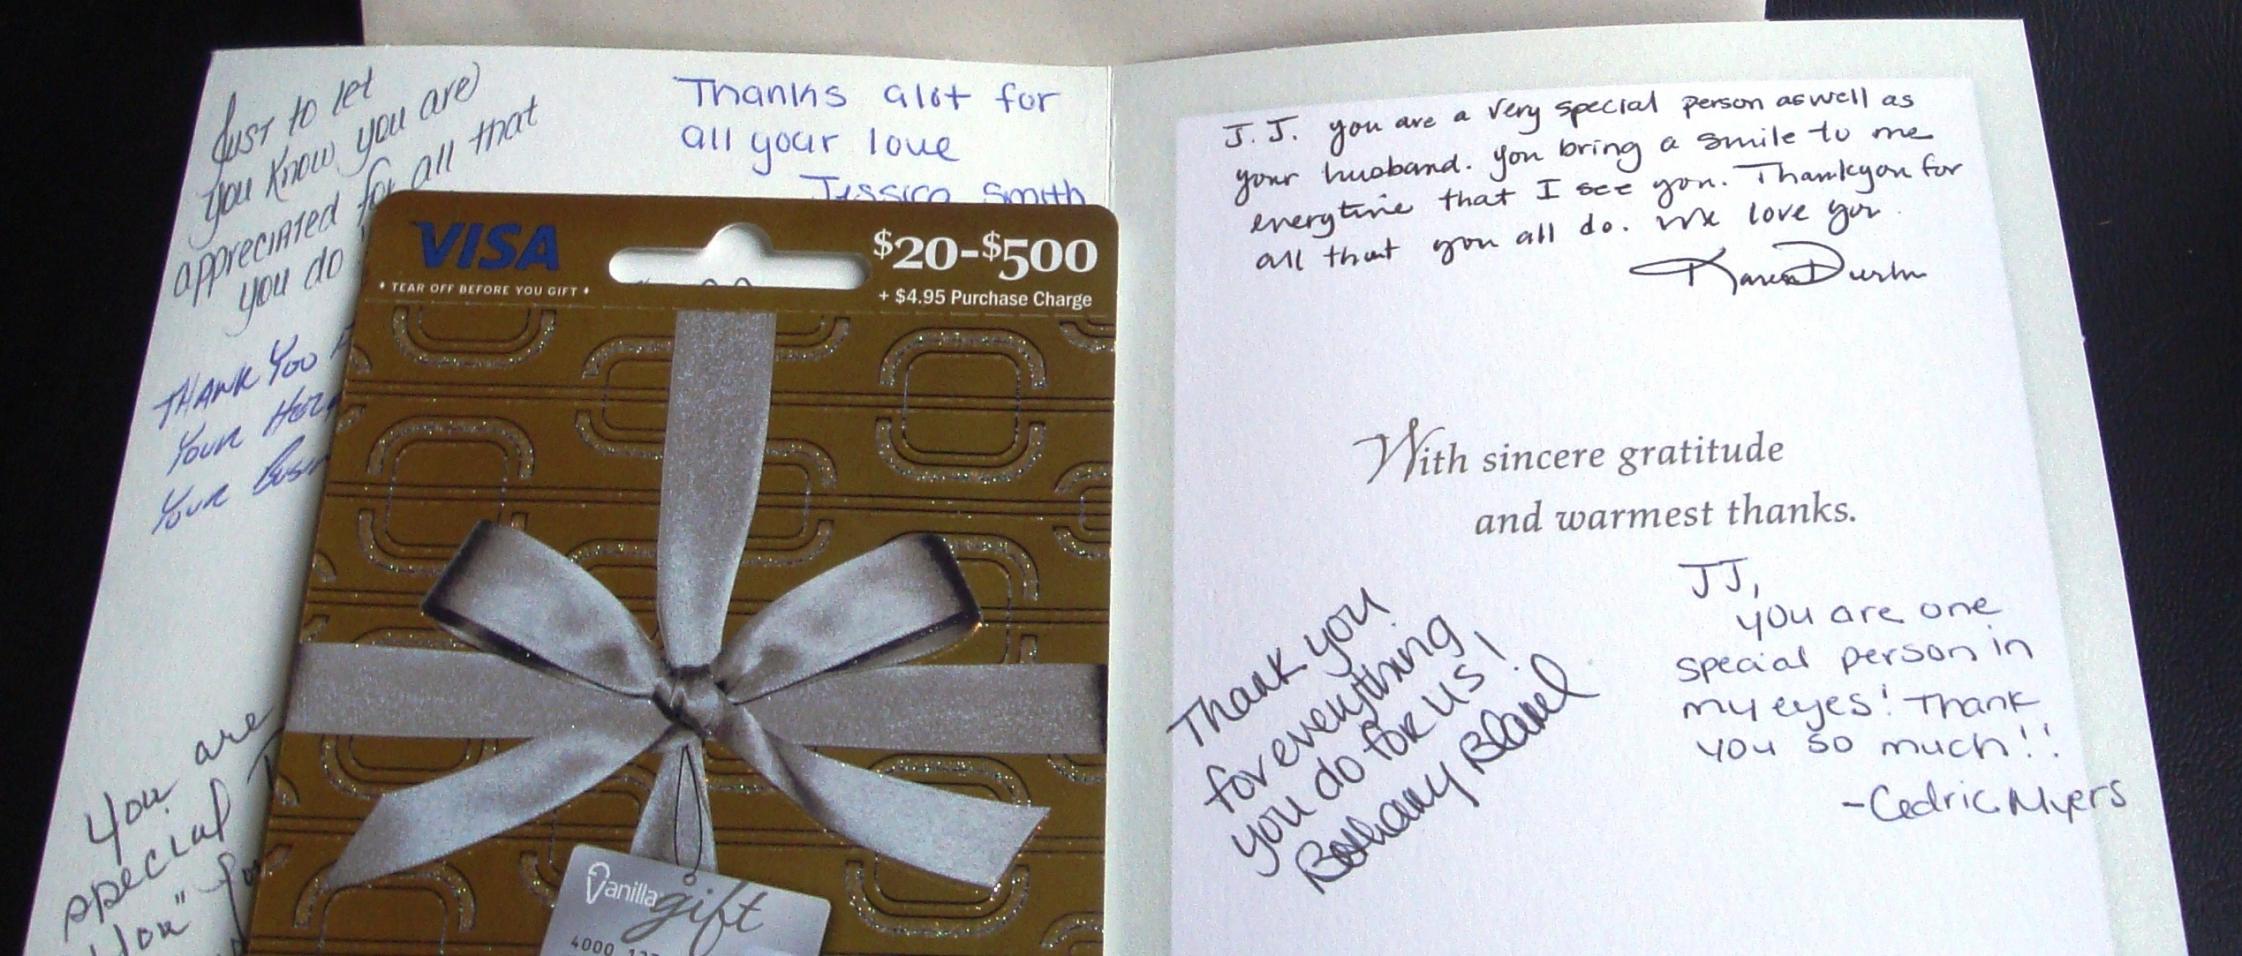 Just to let
you know you are
appreciated for all that
you do
THANK YOU
YOUR
YOUR
You are
special
You" for
Thanks alot for
all your love
Jessica Smith
VISA
TEAR OFF BEFORE YOU GIFT
$20-$500
+ $4.95 Purchase Charge
Vanilla gift
4000
J.J. you are a very special person aswell as
your husband. you bring a smile to me
everytime that I see you. Thankyou for
all that you all do. We love you
Karen
With sincere gratitude
and warmest thanks.
Thank you
for everything
you do for us!
Bethany
JJ,
you are one
special person in
my eyes! Thank
you so much!!
-Cedric Myers